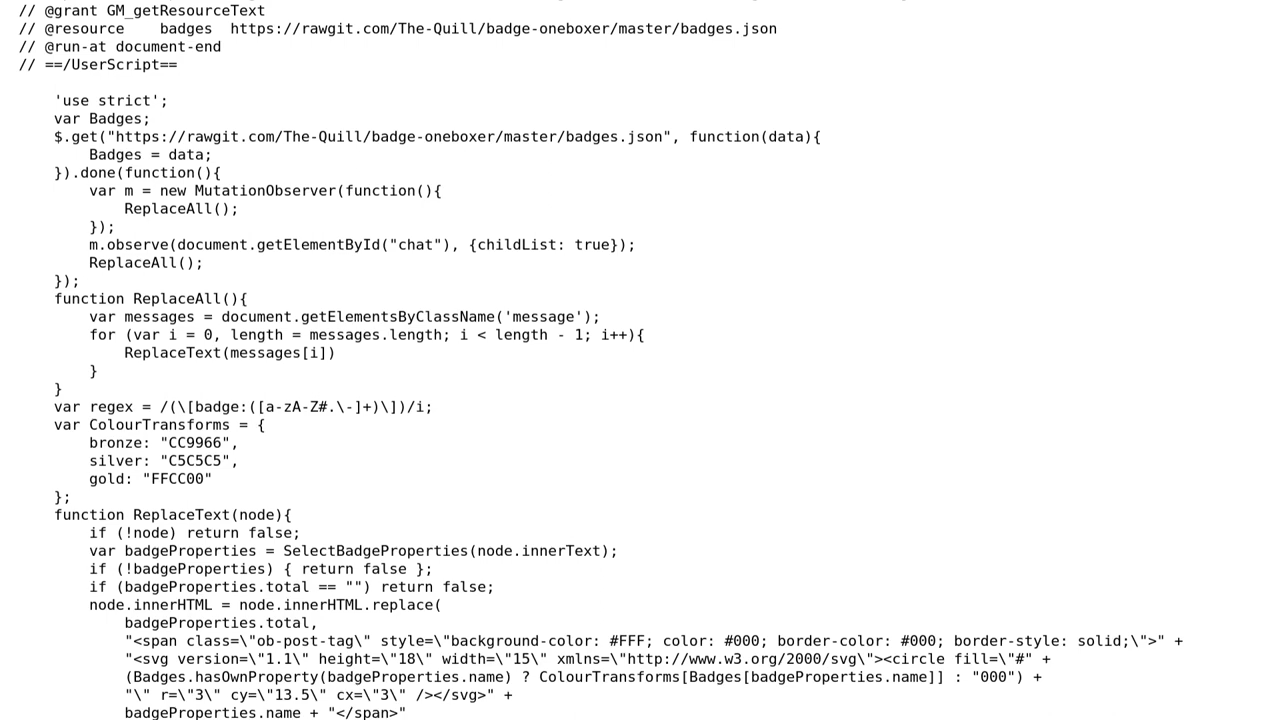 // @grant GM_getResourceText
// @resource    badges  https://rawgit.com/The-Quill/badge-oneboxer/master/badges.json
// @run-at document-end
// ==/UserScript==
    'use strict';
    var Badges;
    $.get("https://rawgit.com/The-Quill/badge-oneboxer/master/badges.json", function(data){
        Badges = data;
    }).done(function(){
        var m = new MutationObserver(function(){
            ReplaceAll();
        });
        m.observe(document.getElementById("chat"), {childList: true});
        ReplaceAll();
    });
    function ReplaceAll(){
        var messages = document.getElementsByClassName('message');
        for (var i = 0, length = messages.length; i < length - 1; i++){
            ReplaceText(messages[i])
        }
    }
    var regex = /(\[badge:([a-zA-Z#.\-]+)\])/i;
    var ColourTransforms = {
        bronze: "CC9966",
        silver: "C5C5C5",
        gold: "FFCC00"
    };
    function ReplaceText(node){
        if (!node) return false;
        var badgeProperties = SelectBadgeProperties(node.innerText);
        if (!badgeProperties) { return false };
        if (badgeProperties.total == "") return false;
        node.innerHTML = node.innerHTML.replace(
            badgeProperties.total,
            "<span class=\"ob-post-tag\" style=\"background-color: #FFF; color: #000; border-color: #000; border-style: solid;\">" +
            "<svg version=\"1.1\" height=\"18\" width=\"15\" xmlns=\"http://www.w3.org/2000/svg\"><circle fill=\"#" +
            (Badges.hasOwnProperty(badgeProperties.name) ? ColourTransforms[Badges[badgeProperties.name]] : "000") +
            "\" r=\"3\" cy=\"13.5\" cx=\"3\" /></svg>" +
            badgeProperties.name + "</span>"